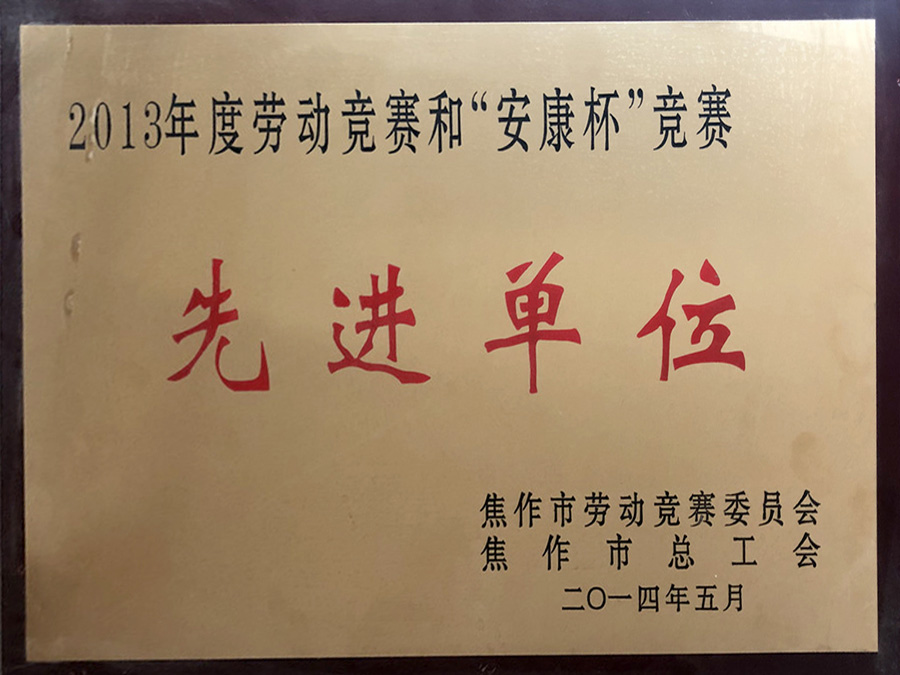 2013年度劳动竞赛和“安康杯”竞赛
先进单位
焦作市劳动竞赛委员会
焦作市总工会
二〇一四年五月